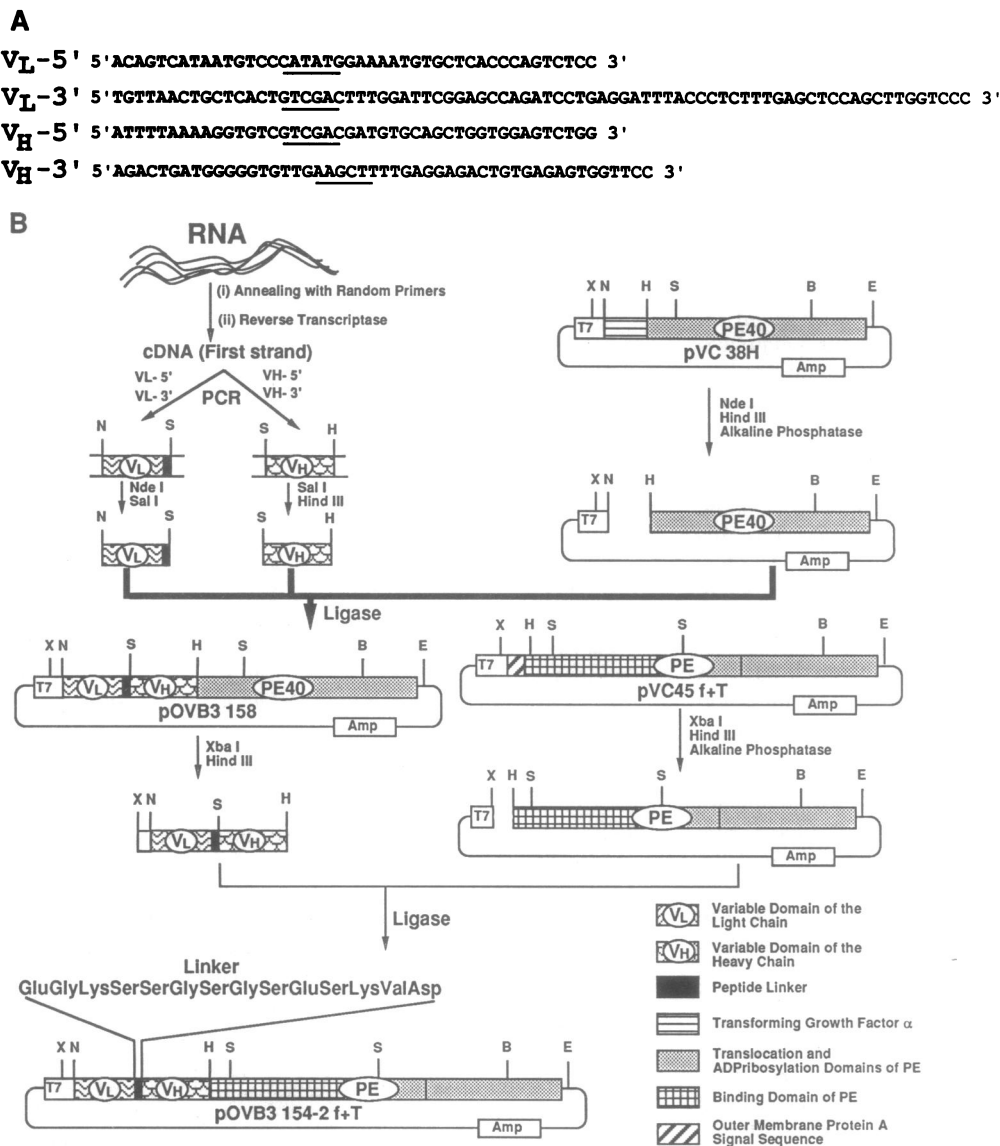 A
VL-5' 5'ACAGTCATAATGTCCCATATGGAAAATGTGCTCACCCAGTCTCC 3'
VL-3' 5'TGTTAACTGCTCACTGTCGACTTTGGATTCGGAGCCAGATCCTGAGGATTTACCCTCTTTGAGCTCCAGCTTGGTCCC 3'
VH-5' 5'ATTTTAAAAGGTGTCGTCGACGATGTGCAGCTGGTGGAGTCTGG 3'
VH-3' 5'AGACTGATGGGGGTGTTGAAGCTTTTGAGGAGACTGTGAGAGTGGTTCC 3'
B
RNA
(i) Annealing with Random Primers
(ii) Reverse Transcriptase
cDNA (First strand)
VL- 5' VH- 5'
VL- 3' PCR VH- 3'
N S S H
VL VH
Nde I Sal I
Sal I Hind III
N S S H
VL VH
X N H S B E
T7 PE40
pVC 38H
Amp
Nde I
Hind III
Alkaline Phosphatase
X N H B E
T7 PE40
Amp
Ligase
X N S H S B E
T7 VL VH PE40
pOVB3 158
Amp
Xba I
Hind III
X N S H
VL VH
X H S S B E
T7 PE
pVC45 f+T
Amp
Xba I
Hind III
Alkaline Phosphatase
X H S S B E
T7 PE
Amp
Ligase
Linker
GluGlyLysSerSerGlySerGlySerGluSerLysValAsp
X N H S S B E
T7 VL VH PE
pOVB3 154-2 f+T
Amp
VL Variable Domain of the
Light Chain
VH Variable Domain of the
Heavy Chain
Peptide Linker
Transforming Growth Factor α
Translocation and
ADPribosylation Domains of PE
Binding Domain of PE
Outer Membrane Protein A
Signal Sequence